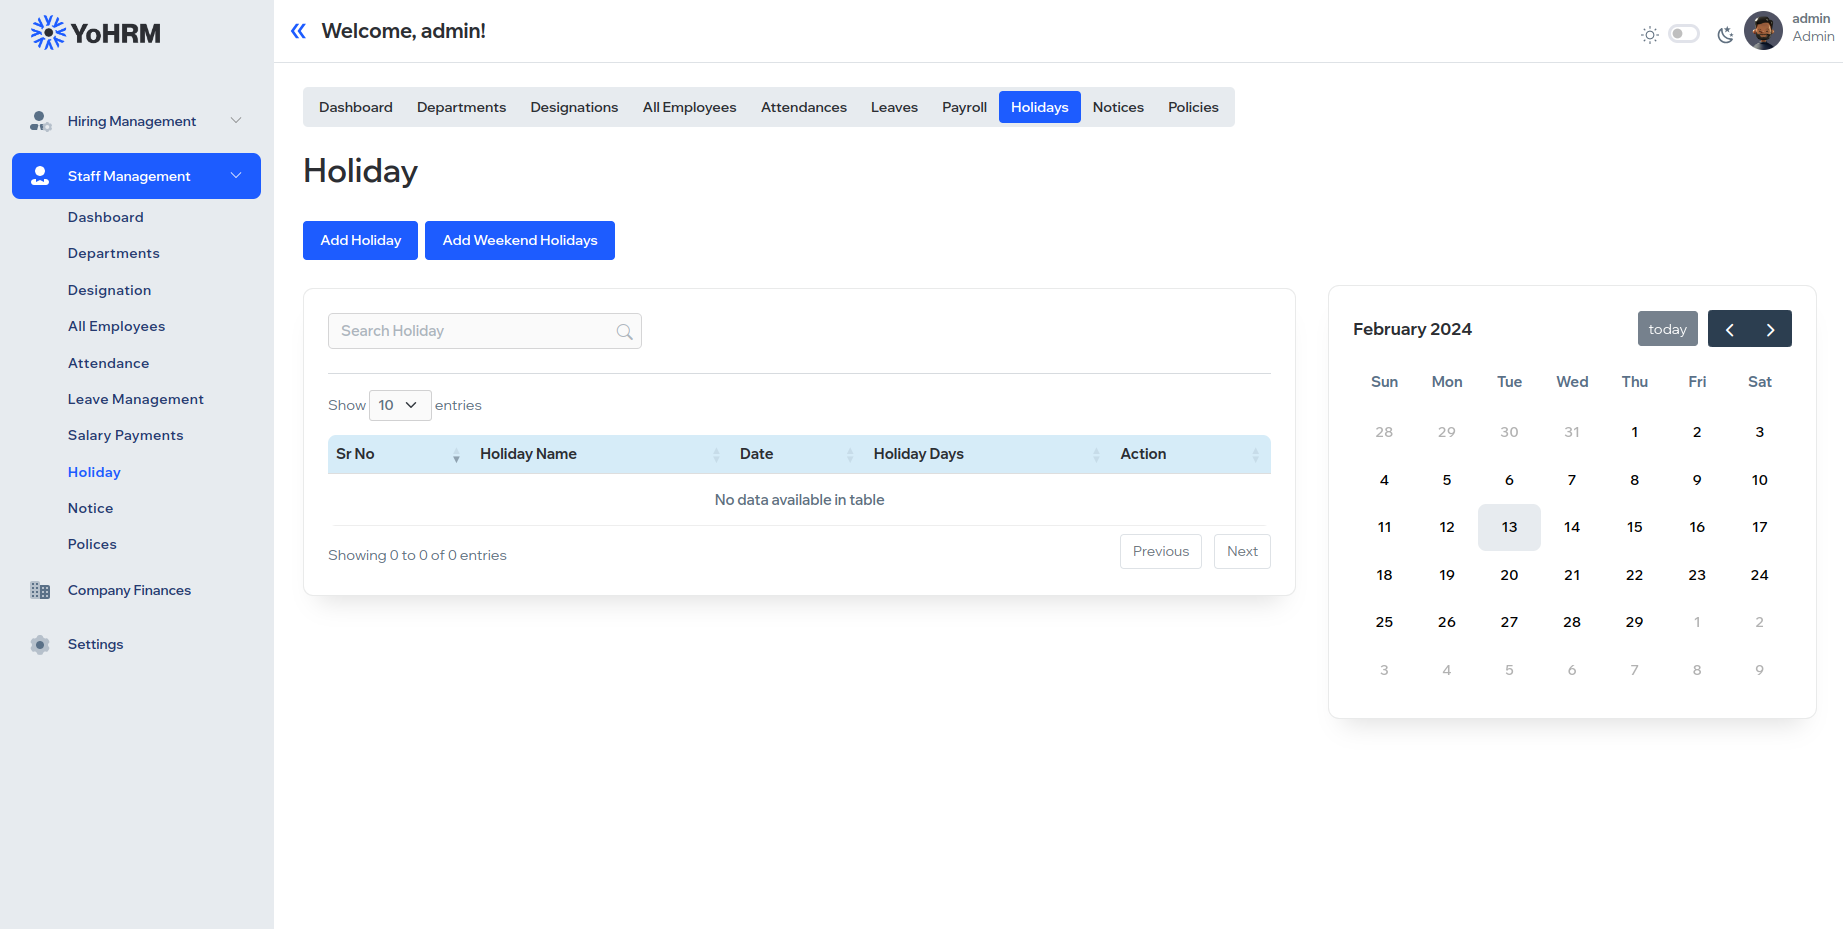 YoHRM
Welcome, admin!
admin
Admin
Hiring Management
Staff Management
Dashboard
Departments
Designation
All Employees
Attendance
Leave Management
Salary Payments
Holiday
Notice
Polices
Company Finances
Settings
Dashboard Departments Designations All Employees Attendances Leaves Payroll Holidays Notices Policies
Holiday
Add Holiday Add Weekend Holidays
Search Holiday
Show 10 entries
Sr No Holiday Name Date Holiday Days Action
No data available in table
Showing 0 to 0 of 0 entries
Previous Next
February 2024 today
Sun Mon Tue Wed Thu Fri Sat
28 29 30 31 1 2 3
4 5 6 7 8 9 10
11 12 13 14 15 16 17
18 19 20 21 22 23 24
25 26 27 28 29 1 2
3 4 5 6 7 8 9